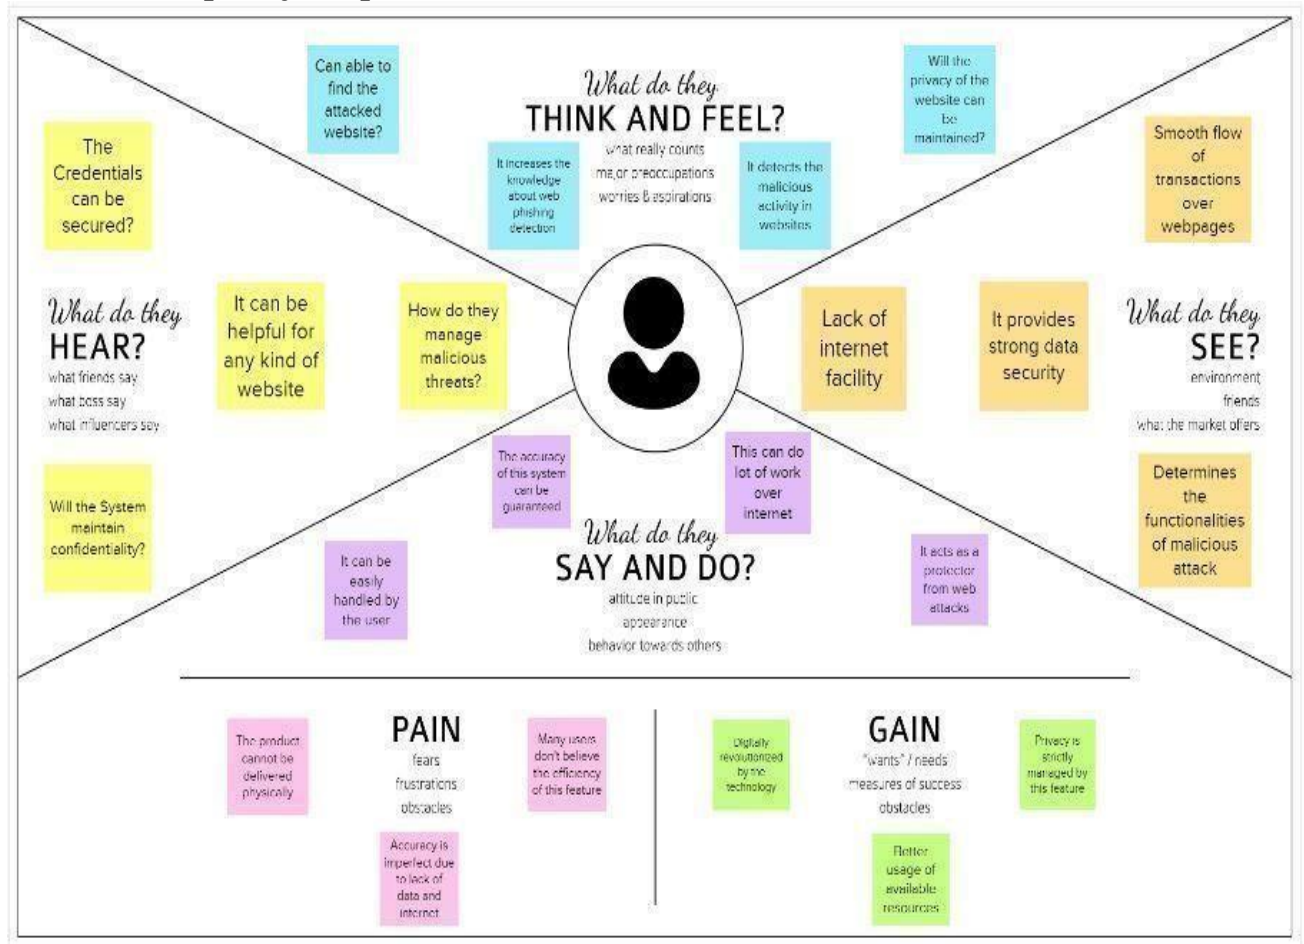 Can able to
find the
attacked
website?
What do they
THINK AND FEEL?
what really counts
major preoccupations
worries & aspirations
Will the
privacy of the
website can
be
maintained?
It increases the
knowledge
about web
phishing
detection
It detects the
malicious
activity in
websites
The
Credentials
can be
secured?
What do they
HEAR?
what friends say
what boss say
what influencers say
It can be
helpful for
any kind of
website
How do they
manage
malicious
threats?
Will the System
maintain
confidentiality?
Smooth flow
of
transactions
over
webpages
Lack of
internet
facility
It provides
strong data
security
What do they
SEE?
environment
friends
what the market offers
Determines
the
functionalities
of malicious
attack
The accuracy
of this system
can be
guaranteed
This can do
lot of work
over
internet
What do they
SAY AND DO?
attitude in public
appearance
behavior towards others
It can be
easily
handled by
the user
It acts as a
protector
from web
attacks
The product
cannot be
delivered
physically
PAIN
fears
frustrations
obstacles
Many users
don't believe
the efficiency
of this feature
Accuracy is
imperfect due
to lack of
data and
internet
Digitally
revolutionized
by the
technology
GAIN
"wants" / needs
measures of success
obstacles
Privacy is
strictly
managed by
this feature
Better
usage of
available
resources